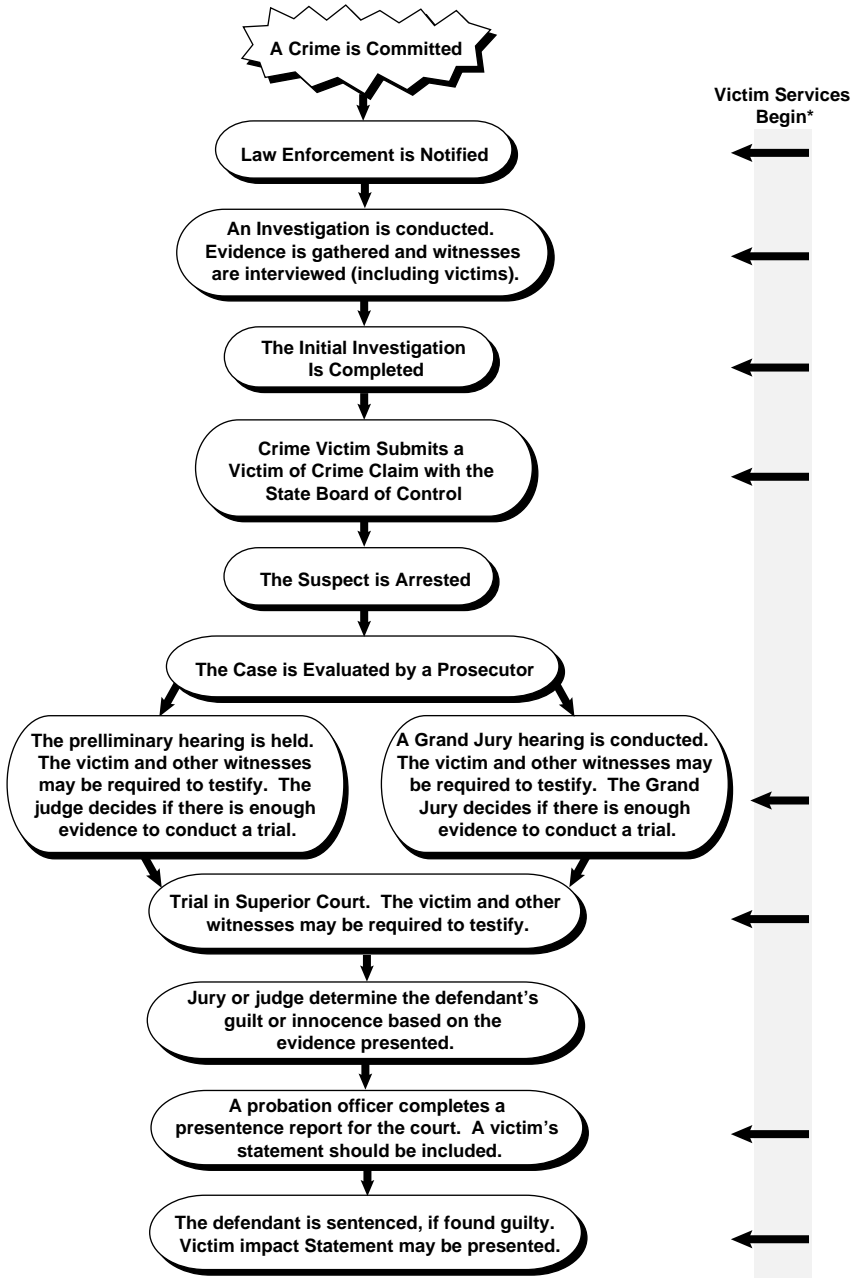 A Crime is Committed
Victim Services
Begin*
Law Enforcement is Notified
An Investigation is conducted.
Evidence is gathered and witnesses
are interviewed (including victims).
The Initial Investigation
Is Completed
Crime Victim Submits a
Victim of Crime Claim with the
State Board of Control
The Suspect is Arrested
The Case is Evaluated by a Prosecutor
The prelliminary hearing is held.
The victim and other witnesses
may be required to testify. The
judge decides if there is enough
evidence to conduct a trial.
A Grand Jury hearing is conducted.
The victim and other witnesses may
be required to testify. The Grand
Jury decides if there is enough
evidence to conduct a trial.
Trial in Superior Court. The victim and other
witnesses may be required to testify.
Jury or judge determine the defendant’s
guilt or innocence based on the
evidence presented.
A probation officer completes a
presentence report for the court. A victim’s
statement should be included.
The defendant is sentenced, if found guilty.
Victim impact Statement may be presented.